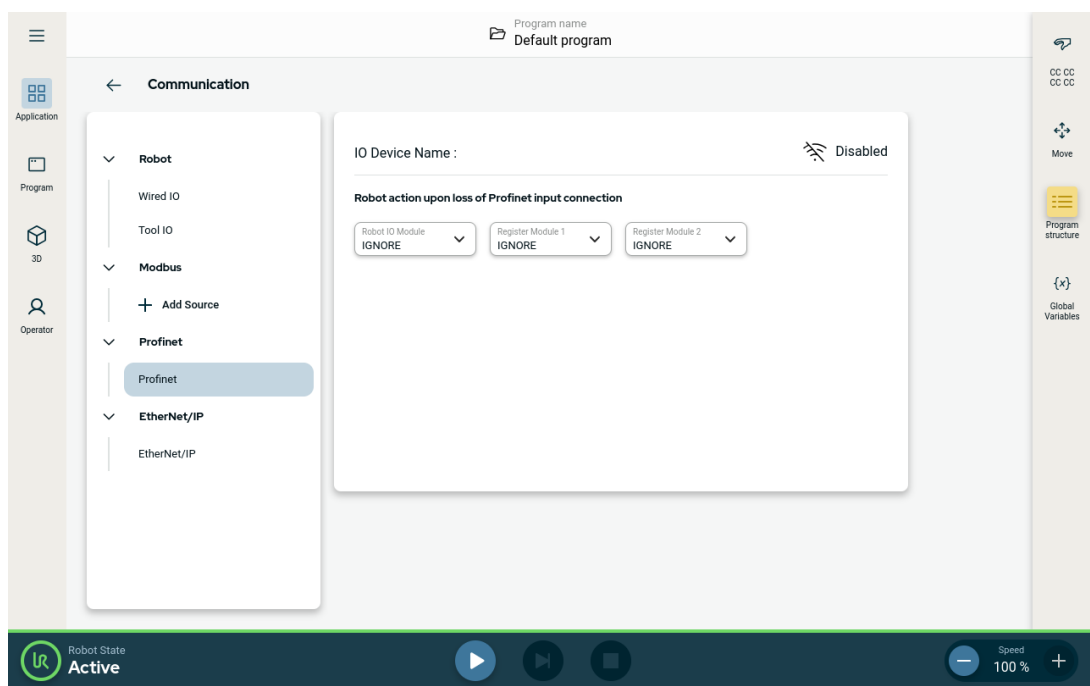 Program name
Default program
Communication
Application
Program
3D
Operator
Robot
Wired IO
Tool IO
Modbus
Add Source
Profinet
Profinet
EtherNet/IP
EtherNet/IP
IO Device Name :
Disabled
Robot action upon loss of Profinet input connection
Robot IO Module
IGNORE
Register Module 1
IGNORE
Register Module 2
IGNORE
CC CC
CC CC
Move
Program
structure
{x}
Global
Variables
UR
Robot State
Active
Speed
100 %